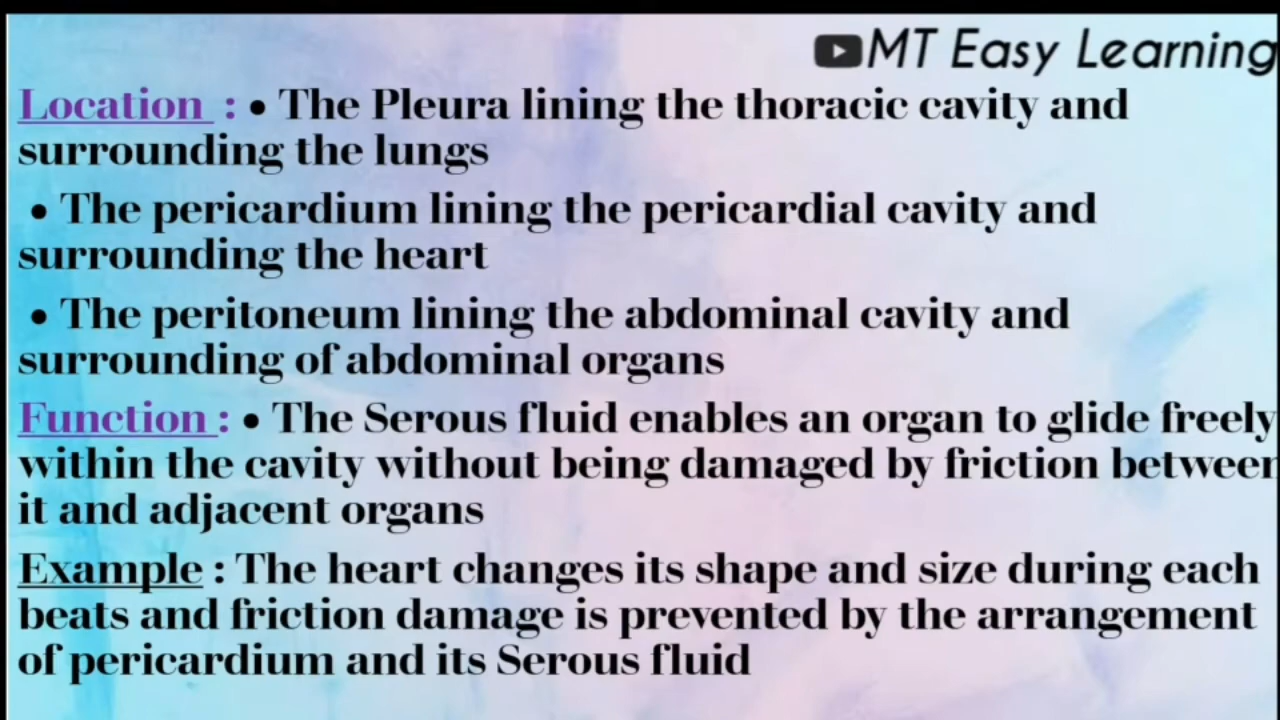 MT Easy Learning
Location : • The Pleura lining the thoracic cavity and
surrounding the lungs
• The pericardium lining the pericardial cavity and
surrounding the heart
• The peritoneum lining the abdominal cavity and
surrounding of abdominal organs
Function : • The Serous fluid enables an organ to glide freely
within the cavity without being damaged by friction between
it and adjacent organs
Example : The heart changes its shape and size during each
beats and friction damage is prevented by the arrangement
of pericardium and its Serous fluid